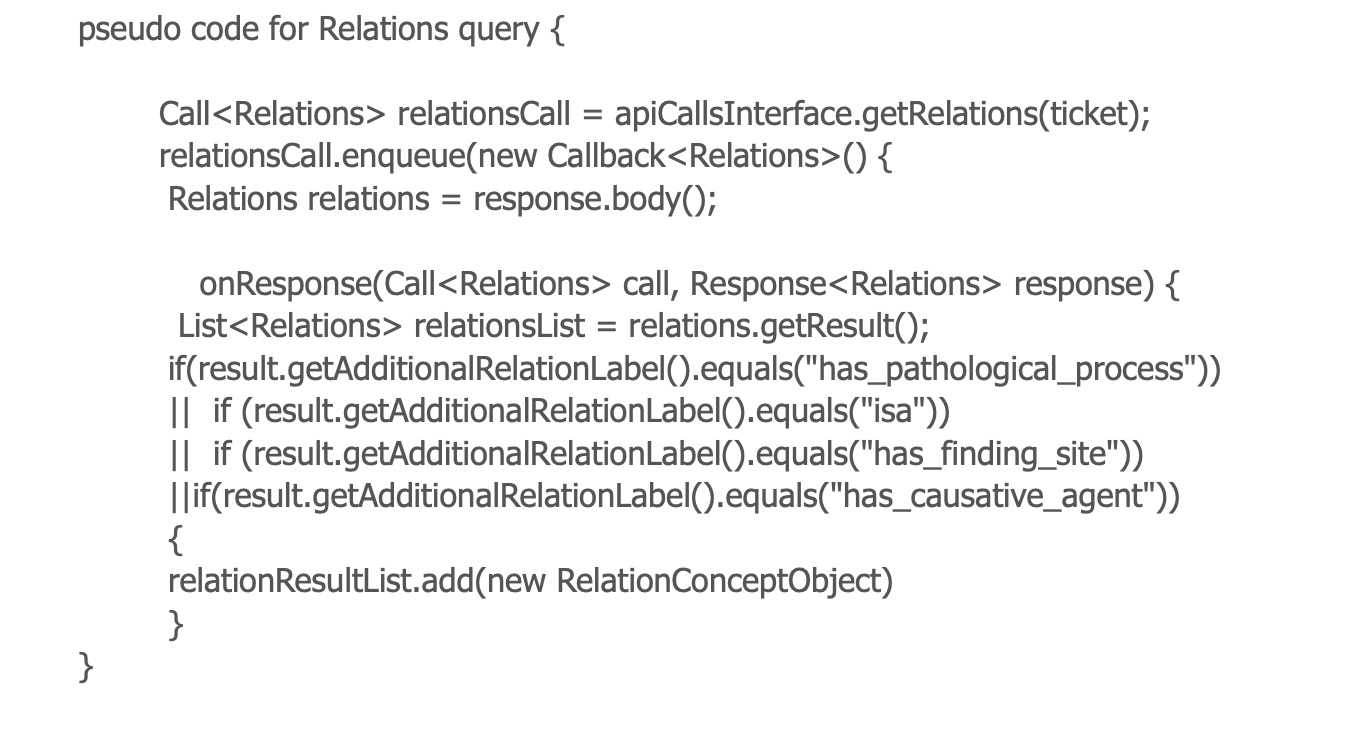 pseudo code for Relations query {
Call<Relations> relationsCall = apiCallsInterface.getRelations(ticket);
relationsCall.enqueue(new Callback<Relations>() {
Relations relations = response.body();
onResponse(Call<Relations> call, Response<Relations> response) {
List<Relations> relationsList = relations.getResult();
if(result.getAdditionalRelationLabel().equals("has_pathological_process"))
|| if (result.getAdditionalRelationLabel().equals("isa"))
|| if (result.getAdditionalRelationLabel().equals("has_finding_site"))
||if(result.getAdditionalRelationLabel().equals("has_causative_agent"))
{
relationResultList.add(new RelationConceptObject)
}
}